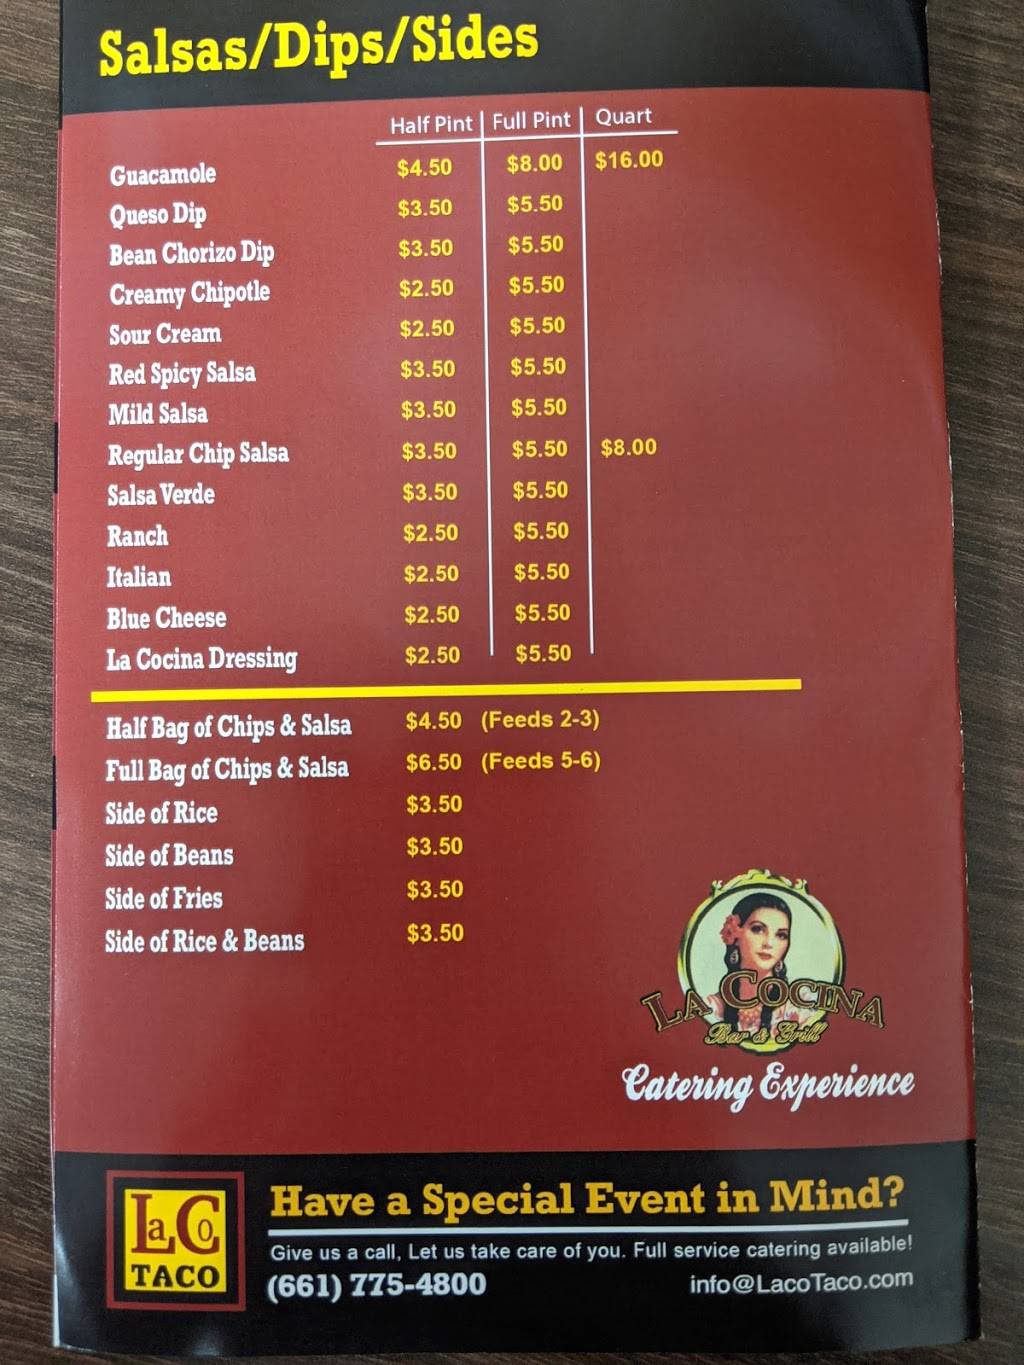 Salsas/Dips/Sides
Half Pint Full Pint Quart
Guacamole $4.50 $8.00 $16.00
Queso Dip $3.50 $5.50
Bean Chorizo Dip $3.50 $5.50
Creamy Chipotle $2.50 $5.50
Sour Cream $2.50 $5.50
Red Spicy Salsa $3.50 $5.50
Mild Salsa $3.50 $5.50
Regular Chip Salsa $3.50 $5.50 $8.00
Salsa Verde $3.50 $5.50
Ranch $2.50 $5.50
Italian $2.50 $5.50
Blue Cheese $2.50 $5.50
La Cocina Dressing $2.50 $5.50
Half Bag of Chips & Salsa $4.50 (Feeds 2-3)
Full Bag of Chips & Salsa $6.50 (Feeds 5-6)
Side of Rice $3.50
Side of Beans $3.50
Side of Fries $3.50
Side of Rice & Beans $3.50
La Cocina
Bar & Grill
Catering Experience
LaCo
TACO
Have a Special Event in Mind?
Give us a call, Let us take care of you. Full service catering available!
(661) 775-4800 info@LacoTaco.com